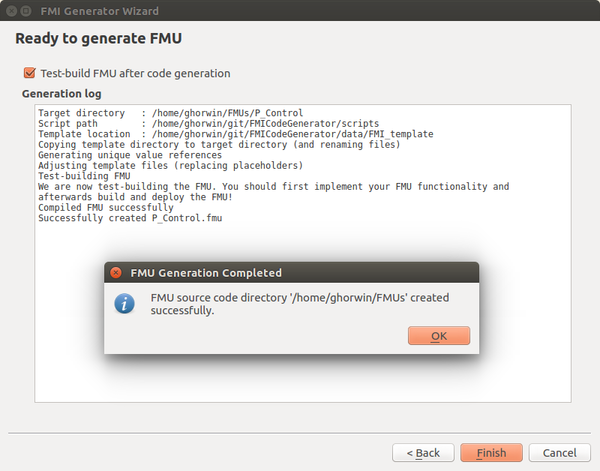 FMI Generator Wizard
Ready to generate FMU
Test-build FMU after code generation
Generation log
Target directory   : /home/ghorwin/FMUs/P_Control
Script path        : /home/ghorwin/git/FMICodeGenerator/scripts
Template location  : /home/ghorwin/git/FMICodeGenerator/data/FMI_template
Copying template directory to target directory (and renaming files)
Generating unique value references
Adjusting template files (replacing placeholders)
Test-building FMU
We are now test-building the FMU. You should first implement your FMU functionality and
afterwards build and deploy the FMU!
Compiled FMU successfully
Successfully created P_Control.fmu
FMU Generation Completed
FMU source code directory '/home/ghorwin/FMUs' created
successfully.
OK
< Back Finish Cancel